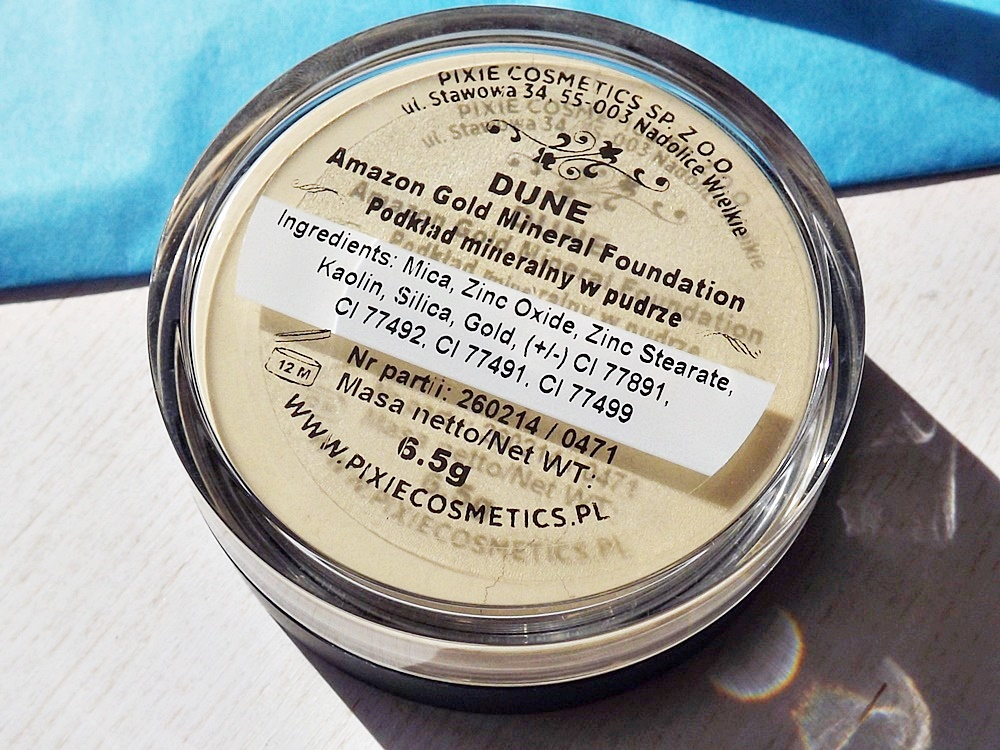 PIXIE COSMETICS SP. Z O.O
ul. Stawowa 34, 55-003 Nadolice Wielkie
DUNE
Amazon Gold Mineral Foundation
Podkład mineralny w pudrze
Ingredients: Mica, Zinc Oxide, Zinc Stearate,
Kaolin, Silica, Gold, (+/-) CI 77891,
CI 77492. CI 77491. CI 77499
12 M
Nr partii: 260214 / 0471
Masa netto/Net WT:
6.5g
WWW.PIXIECOSMETICS.PL